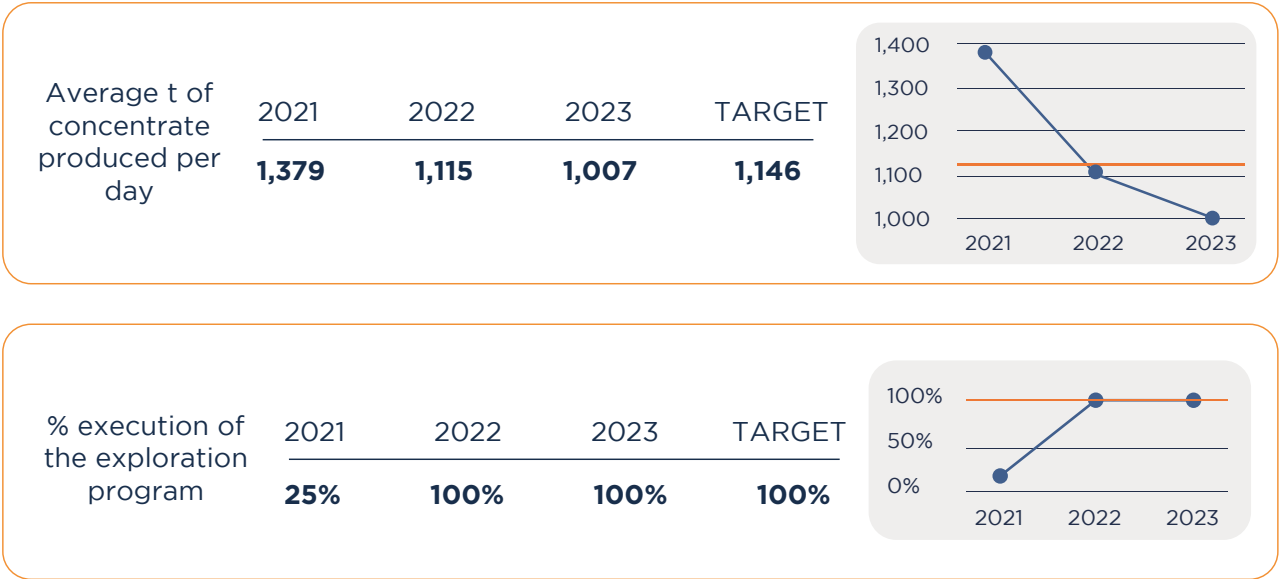 Average t of
concentrate
produced per
day
2021 2022 2023 TARGET
1,379 1,115 1,007 1,146
1,400
1,300
1,200
1,100
1,000
2021 2022 2023
% execution of
the exploration
program
2021 2022 2023 TARGET
25% 100% 100% 100%
100%
50%
0%
2021 2022 2023